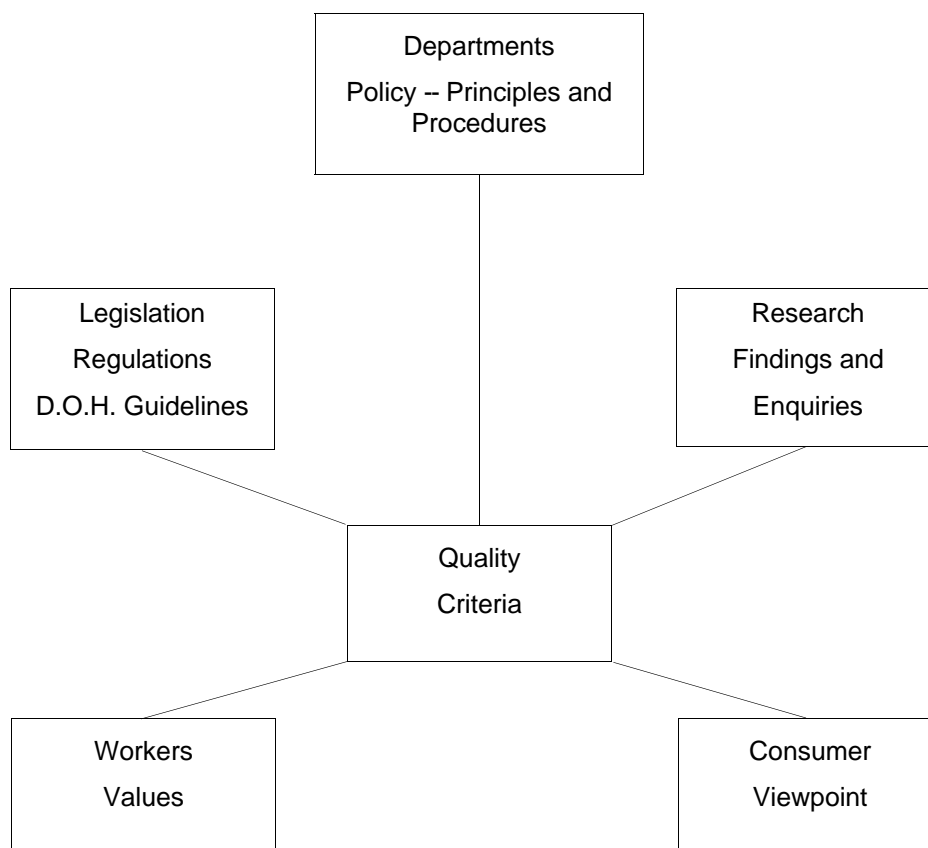 Departments
Policy -- Principles and
Procedures
Legislation
Regulations
D.O.H. Guidelines
Research
Findings and
Enquiries
Quality
Criteria
Workers
Values
Consumer
Viewpoint